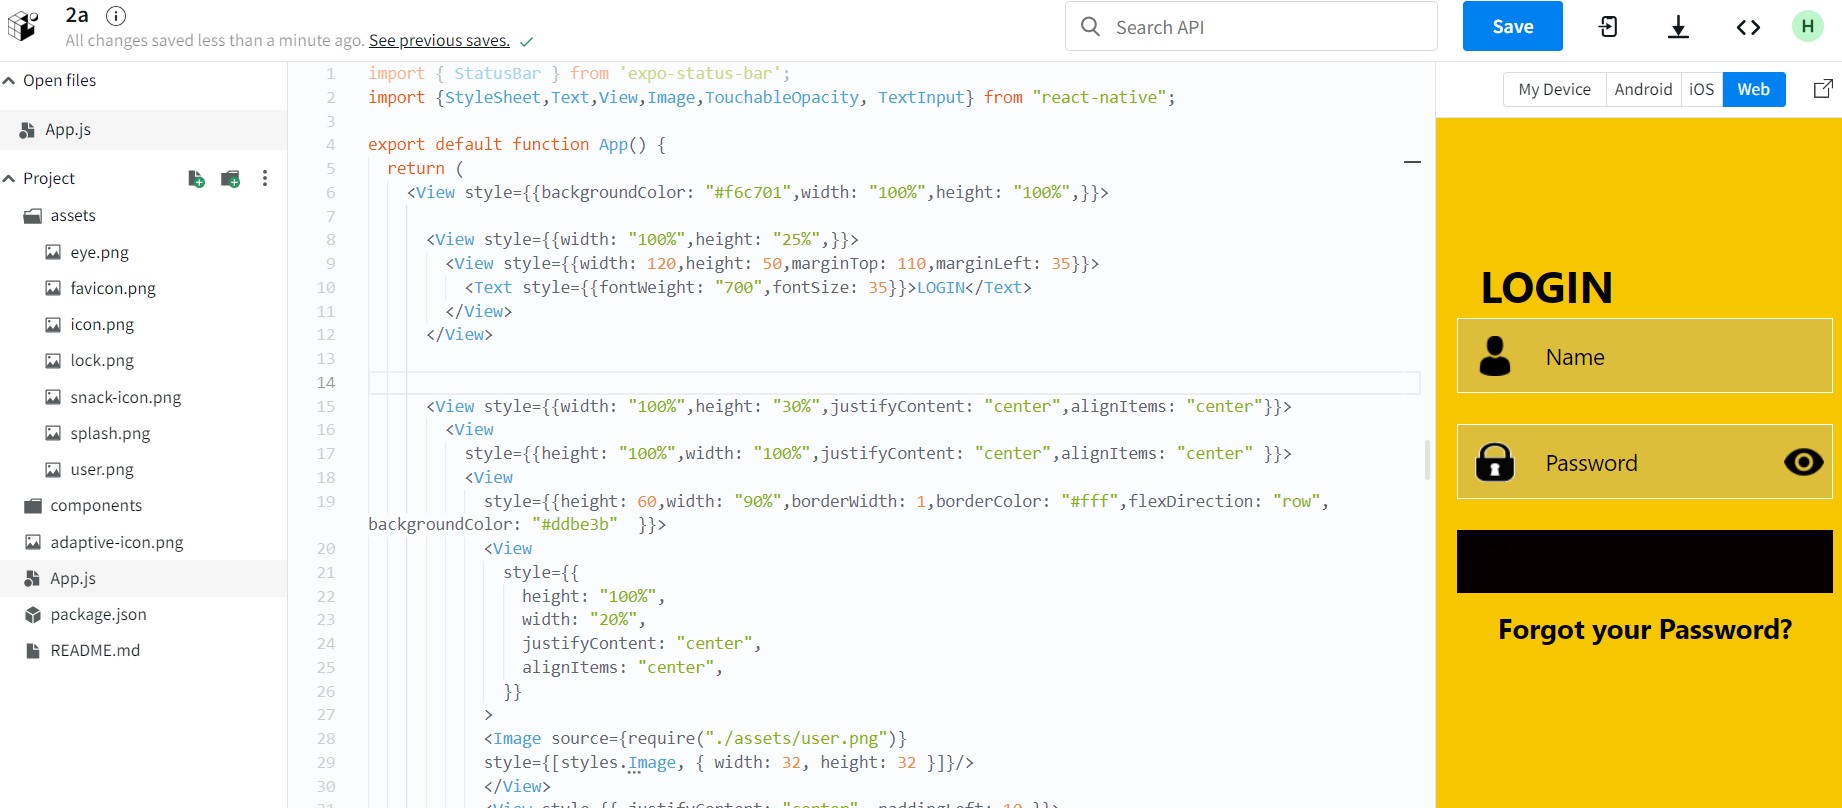 2a
All changes saved less than a minute ago. See previous saves.
Search API
Save
H
Open files
App.js
Project
assets
eye.png
favicon.png
icon.png
lock.png
snack-icon.png
splash.png
user.png
components
adaptive-icon.png
App.js
package.json
README.md
1 import { StatusBar } from 'expo-status-bar';
2 import {StyleSheet,Text,View,Image,TouchableOpacity, TextInput} from "react-native";
3
4 export default function App() {
5 return (
6 <View style={{backgroundColor: "#f6c701",width: "100%",height: "100%",}}>
7
8 <View style={{width: "100%",height: "25%",}}>
9 <View style={{width: 120,height: 50,marginTop: 110,marginLeft: 35}}>
10 <Text style={{fontWeight: "700",fontSize: 35}}>LOGIN</Text>
11 </View>
12 </View>
13
14
15 <View style={{width: "100%",height: "30%",justifyContent: "center",alignItems: "center"}}>
16 <View
17 style={{height: "100%",width: "100%",justifyContent: "center",alignItems: "center" }}>
18 <View
19 style={{height: 60,width: "90%",borderWidth: 1,borderColor: "#fff",flexDirection: "row",
backgroundColor: "#ddbe3b"  }}>
20 <View
21 style={{
22 height: "100%",
23 width: "20%",
24 justifyContent: "center",
25 alignItems: "center",
26 }}
27 >
28 <Image source={require("./assets/user.png")}
29 style={[styles.Image, { width: 32, height: 32 }]}/>
30 </View>
31 <View style={{ justifyContent: "center", paddingLeft: 10 }}>
My Device
Android
iOS
Web
LOGIN
Name
Password
Forgot your Password?